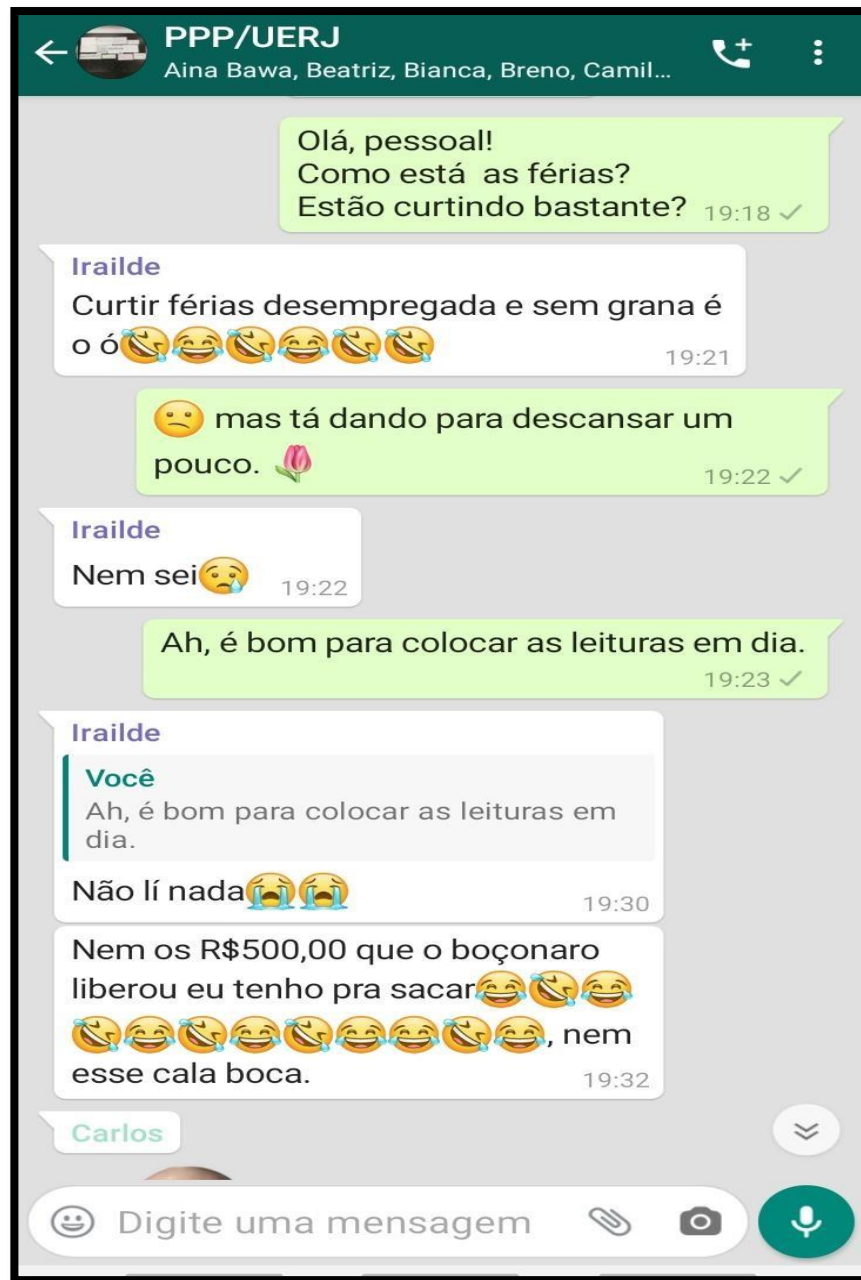 PPP/UERJ
Aina Bawa, Beatriz, Bianca, Breno, Camil...
Olá, pessoal!
Como está as férias?
Estão curtindo bastante? 19:18
Irailde
Curtir férias desempregada e sem grana é
o ó🤣😂🤣😂🤣🤣 19:21
😕 mas tá dando para descansar um
pouco. 🌷 19:22
Irailde
Nem sei😢 19:22
Ah, é bom para colocar as leituras em dia.
19:23
Irailde
Você
Ah, é bom para colocar as leituras em
dia.
Não lí nada😭😭 19:30
Nem os R$500,00 que o boçonaro
liberou eu tenho pra sacar😂🤣😂
🤣😂🤣😂🤣😂😂🤣😂, nem
esse cala boca. 19:32
Carlos
Digite uma mensagem